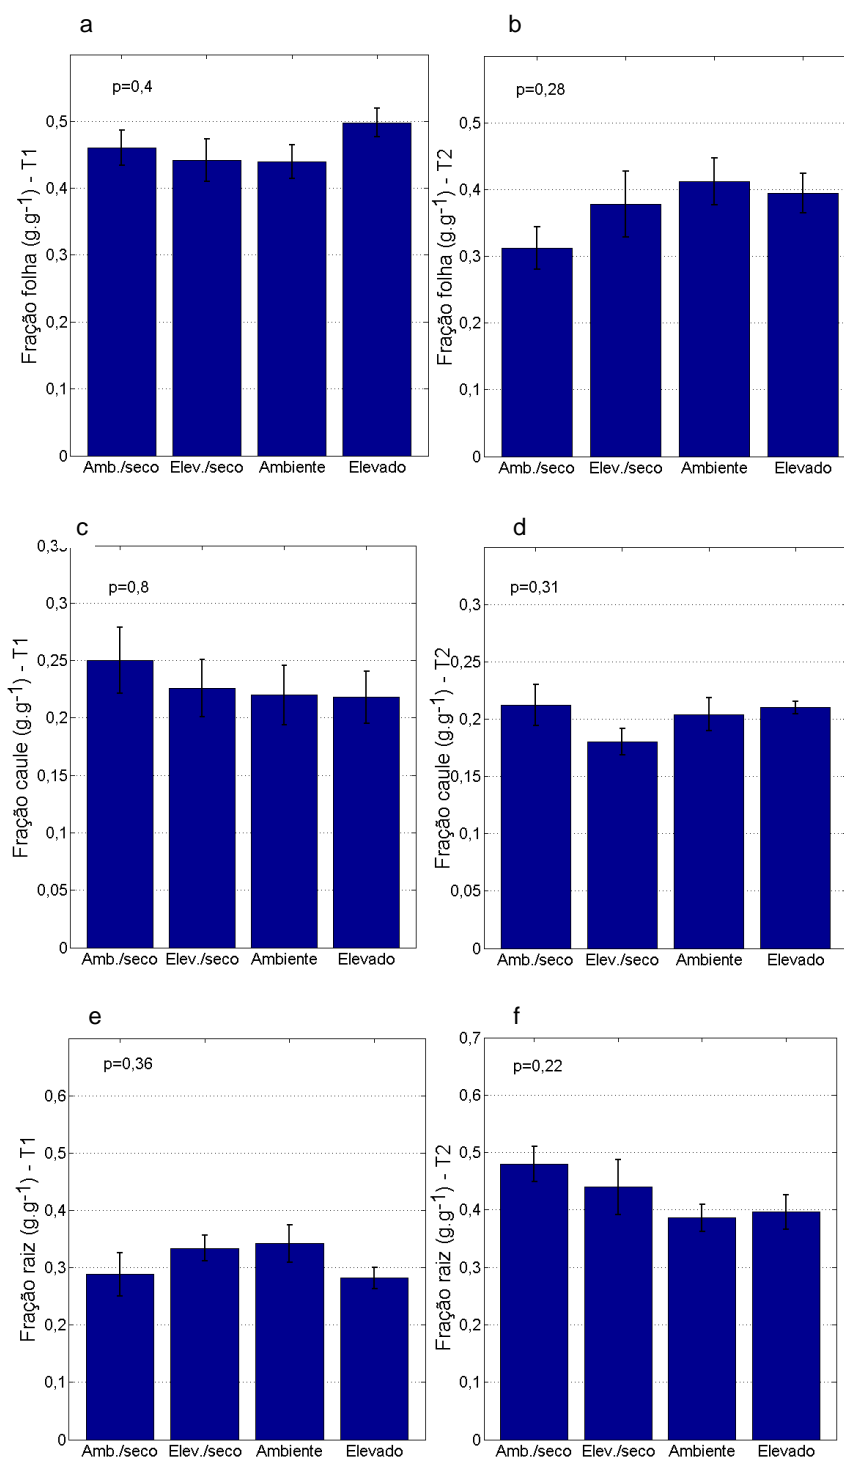 a
p=0,4
Fração folha (g.g-1) - T1
0,5
0,4
0,3
0,2
0,1
0
Amb./seco Elev./seco Ambiente Elevado
b
p=0,28
Fração folha (g.g-1) - T2
0,5
0,4
0,3
0,2
0,1
0
Amb./seco Elev./seco Ambiente Elevado
c
p=0,8
Fração caule (g.g-1) - T1
0,3
0,25
0,2
0,15
0,1
0,05
0
Amb./seco Elev./seco Ambiente Elevado
d
p=0,31
Fração caule (g.g-1) - T2
0,3
0,25
0,2
0,15
0,1
0,05
0
Amb./seco Elev./seco Ambiente Elevado
e
p=0,36
Fração raiz (g.g-1) - T1
0,6
0,5
0,4
0,3
0,2
0,1
0
Amb./seco Elev./seco Ambiente Elevado
f
p=0,22
Fração raiz (g.g-1) - T2
0,7
0,6
0,5
0,4
0,3
0,2
0,1
0
Amb./seco Elev./seco Ambiente Elevado